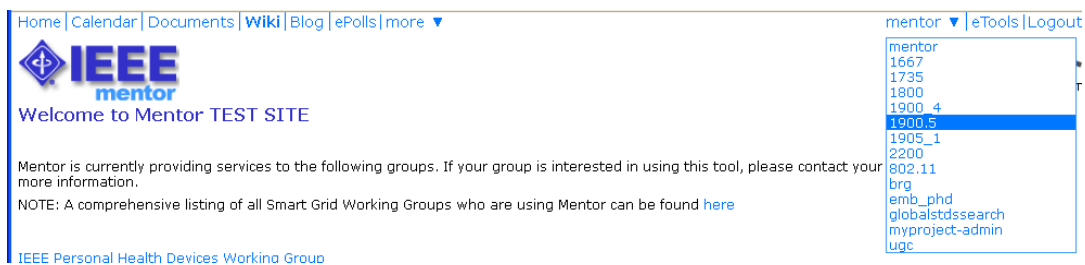 Home|Calendar|Documents|Wiki|Blog|ePolls|more ▼
mentor ▼ |eTools|Logout
IEEE
mentor
Welcome to Mentor TEST SITE
mentor
1667
1735
1800
1900_4
1900.5
1905_1
2200
802.11
brg
emb_phd
globalstdssearch
myproject-admin
ugc
Mentor is currently providing services to the following groups. If your group is interested in using this tool, please contact your
more information.
NOTE: A comprehensive listing of all Smart Grid Working Groups who are using Mentor can be found here
IEEE Personal Health Devices Working Group